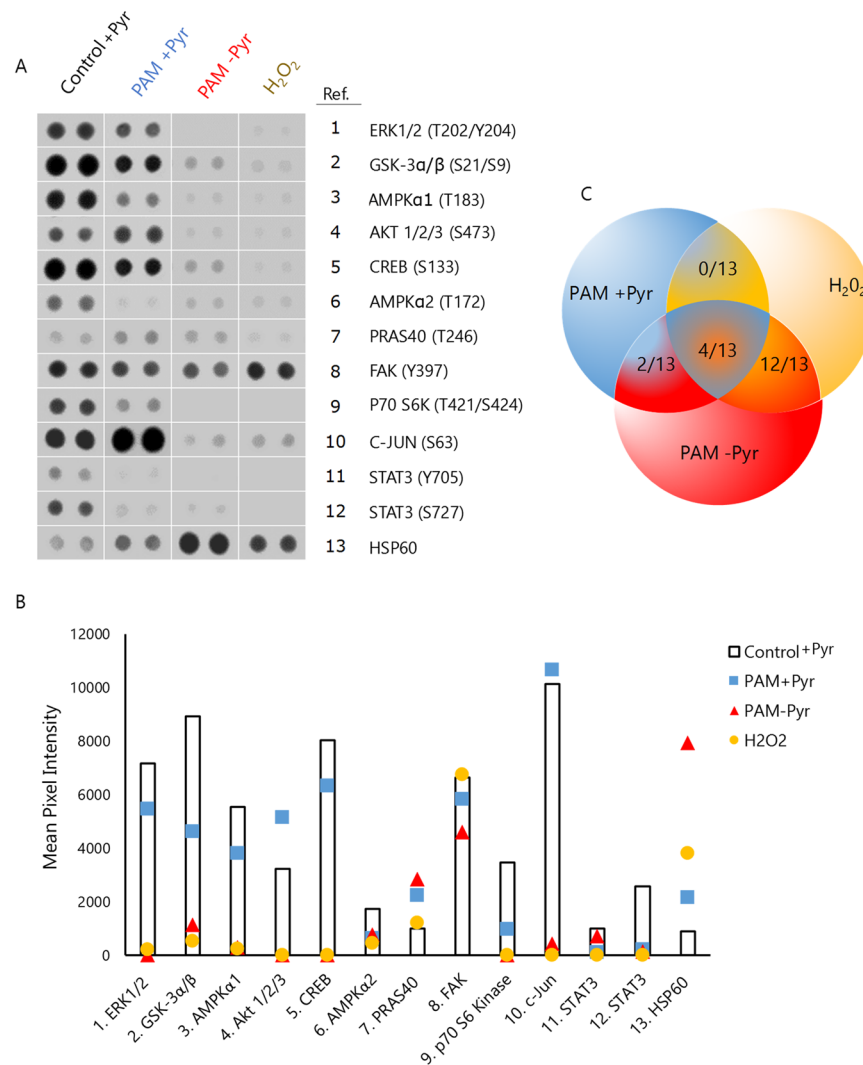 A
Control +Pyr
PAM +Pyr
PAM -Pyr
H₂O₂
Ref.
1 ERK1/2 (T202/Y204)
2 GSK-3α/β (S21/S9)
3 AMPKα1 (T183)
4 AKT 1/2/3 (S473)
5 CREB (S133)
6 AMPKα2 (T172)
7 PRAS40 (T246)
8 FAK (Y397)
9 P70 S6K (T421/S424)
10 C-JUN (S63)
11 STAT3 (Y705)
12 STAT3 (S727)
13 HSP60
C
PAM +Pyr
0/13
H₂0₂
2/13
4/13
12/13
PAM -Pyr
B
Mean Pixel Intensity
12000
10000
8000
6000
4000
2000
0
1. ERK1/2
2. GSK-3α/β
3. AMPKα1
4. Akt 1/2/3
5. CREB
6. AMPKα2
7. PRAS40
8. FAK
9. p70 S6 Kinase
10. c-Jun
11. STAT3
12. STAT3
13. HSP60
Control +Pyr
PAM+Pyr
PAM-Pyr
H2O2